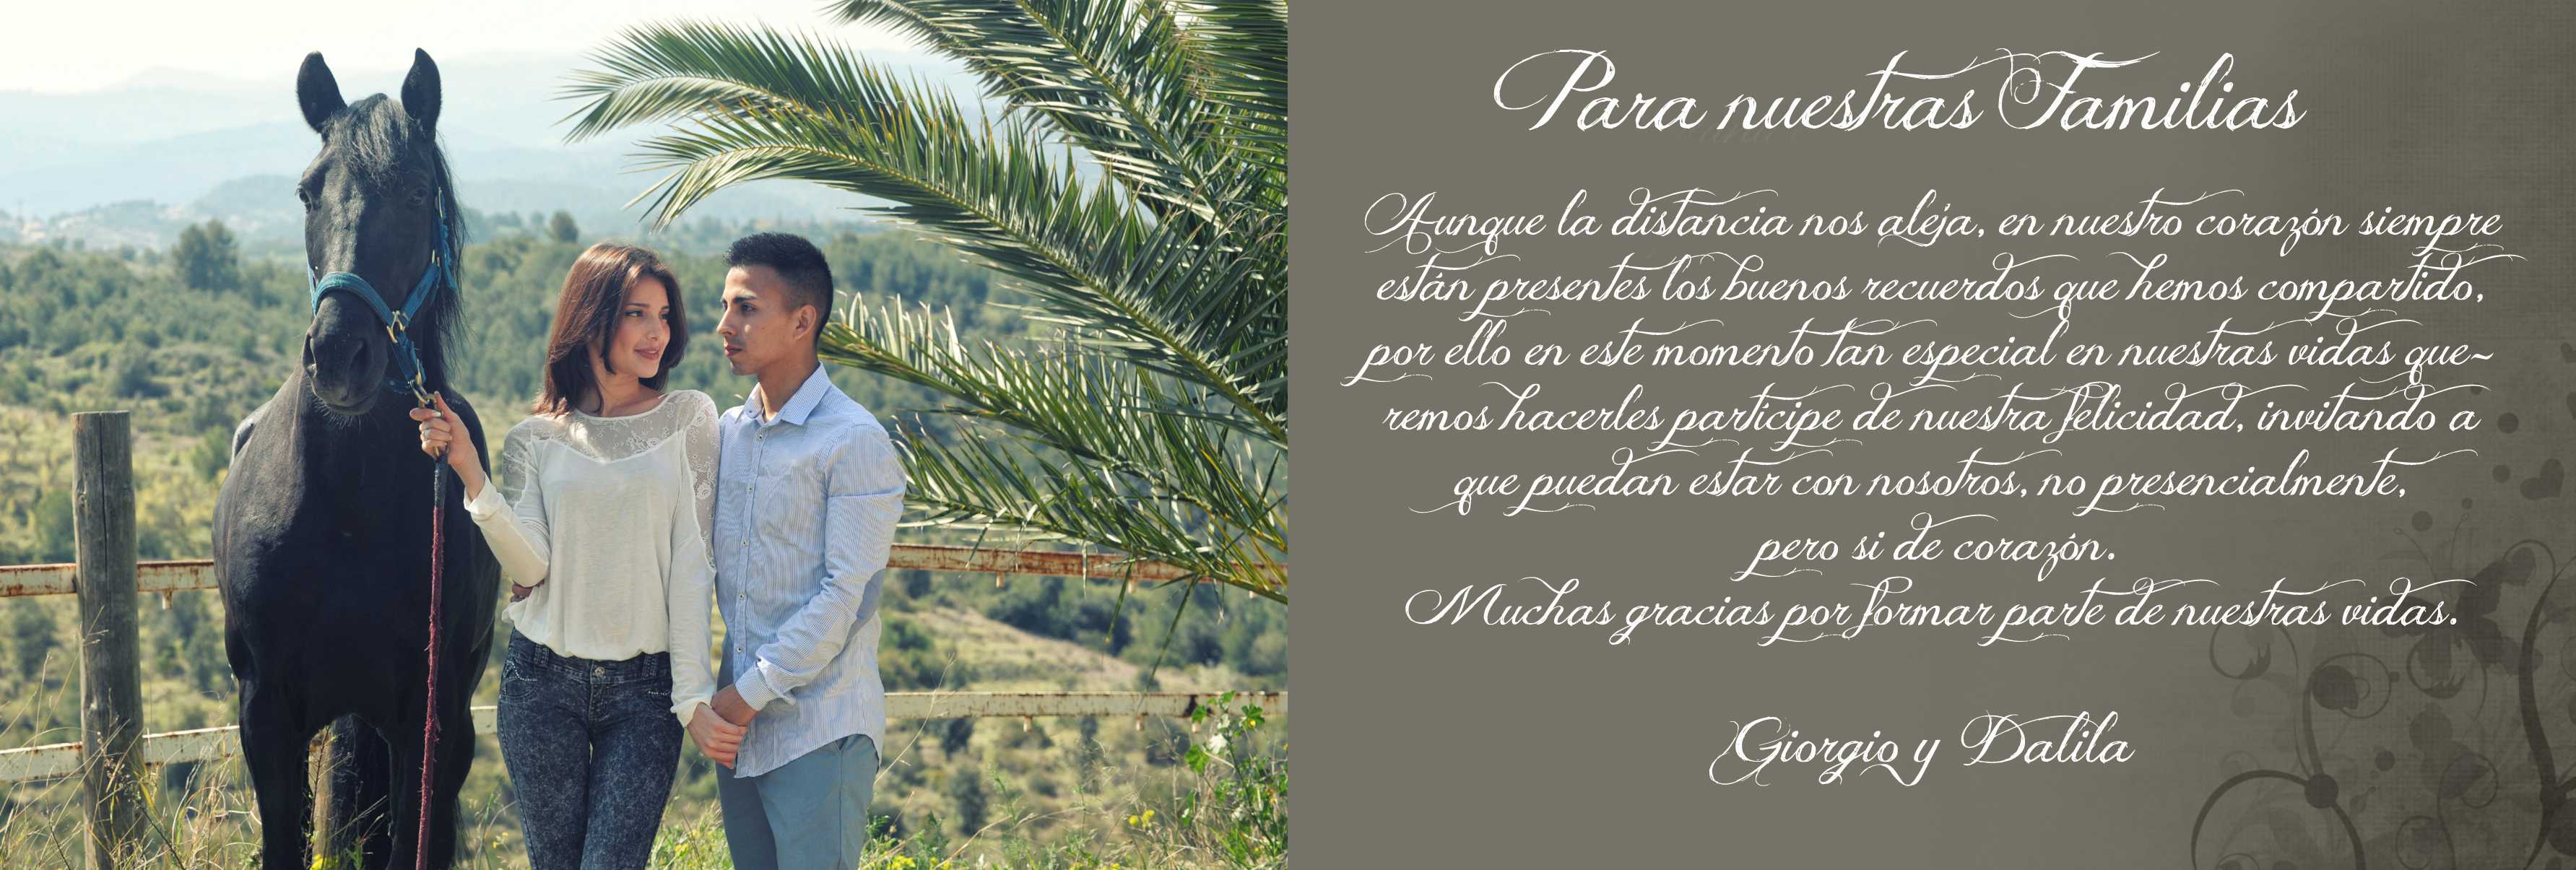 Para nuestras Familias
Aunque la distancia nos aleja, en nuestro corazón siempre
están presentes los buenos recuerdos que hemos compartido,
por ello en este momento tan especial en nuestras vidas que-
remos hacerles partícipe de nuestra felicidad, invitando a
que puedan estar con nosotros, no presencialmente,
pero si de corazón.
Muchas gracias por formar parte de nuestras vidas.
Giorgio y Dalila